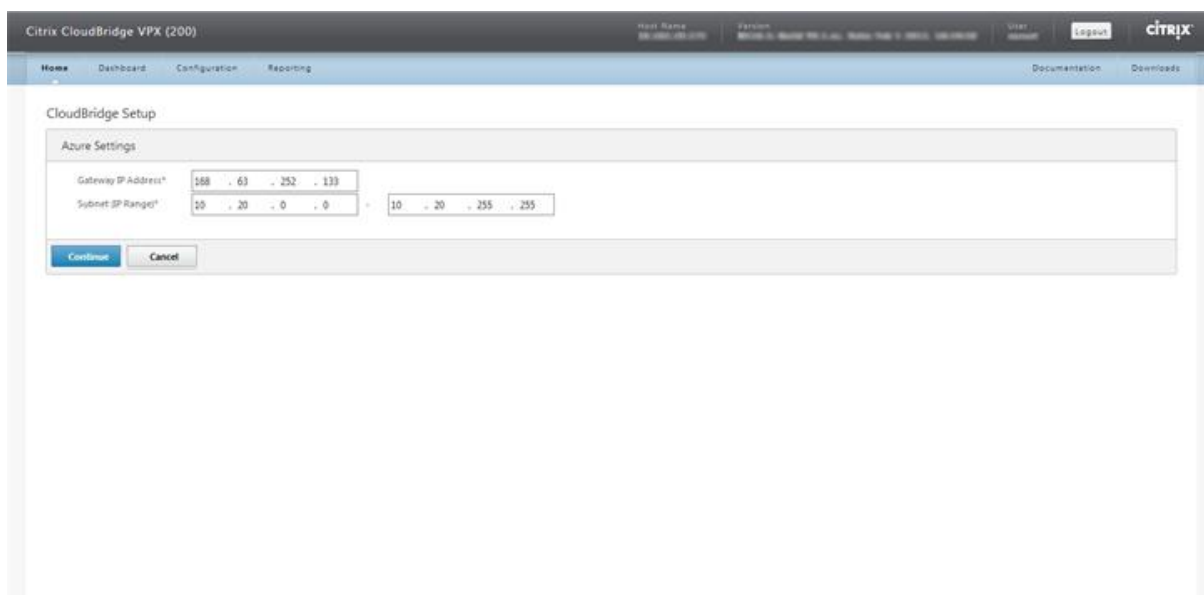 Citrix CloudBridge VPX (200)
Host Name
Version
User
Logout
CITRIX
Home Dashboard Configuration Reporting Documentation Downloads
CloudBridge Setup
Azure Settings
Gateway IP Address* 168 . 63 . 252 . 133
Subnet (IP Range)* 10 . 20 . 0 . 0 - 10 . 20 . 255 . 255
Continue Cancel